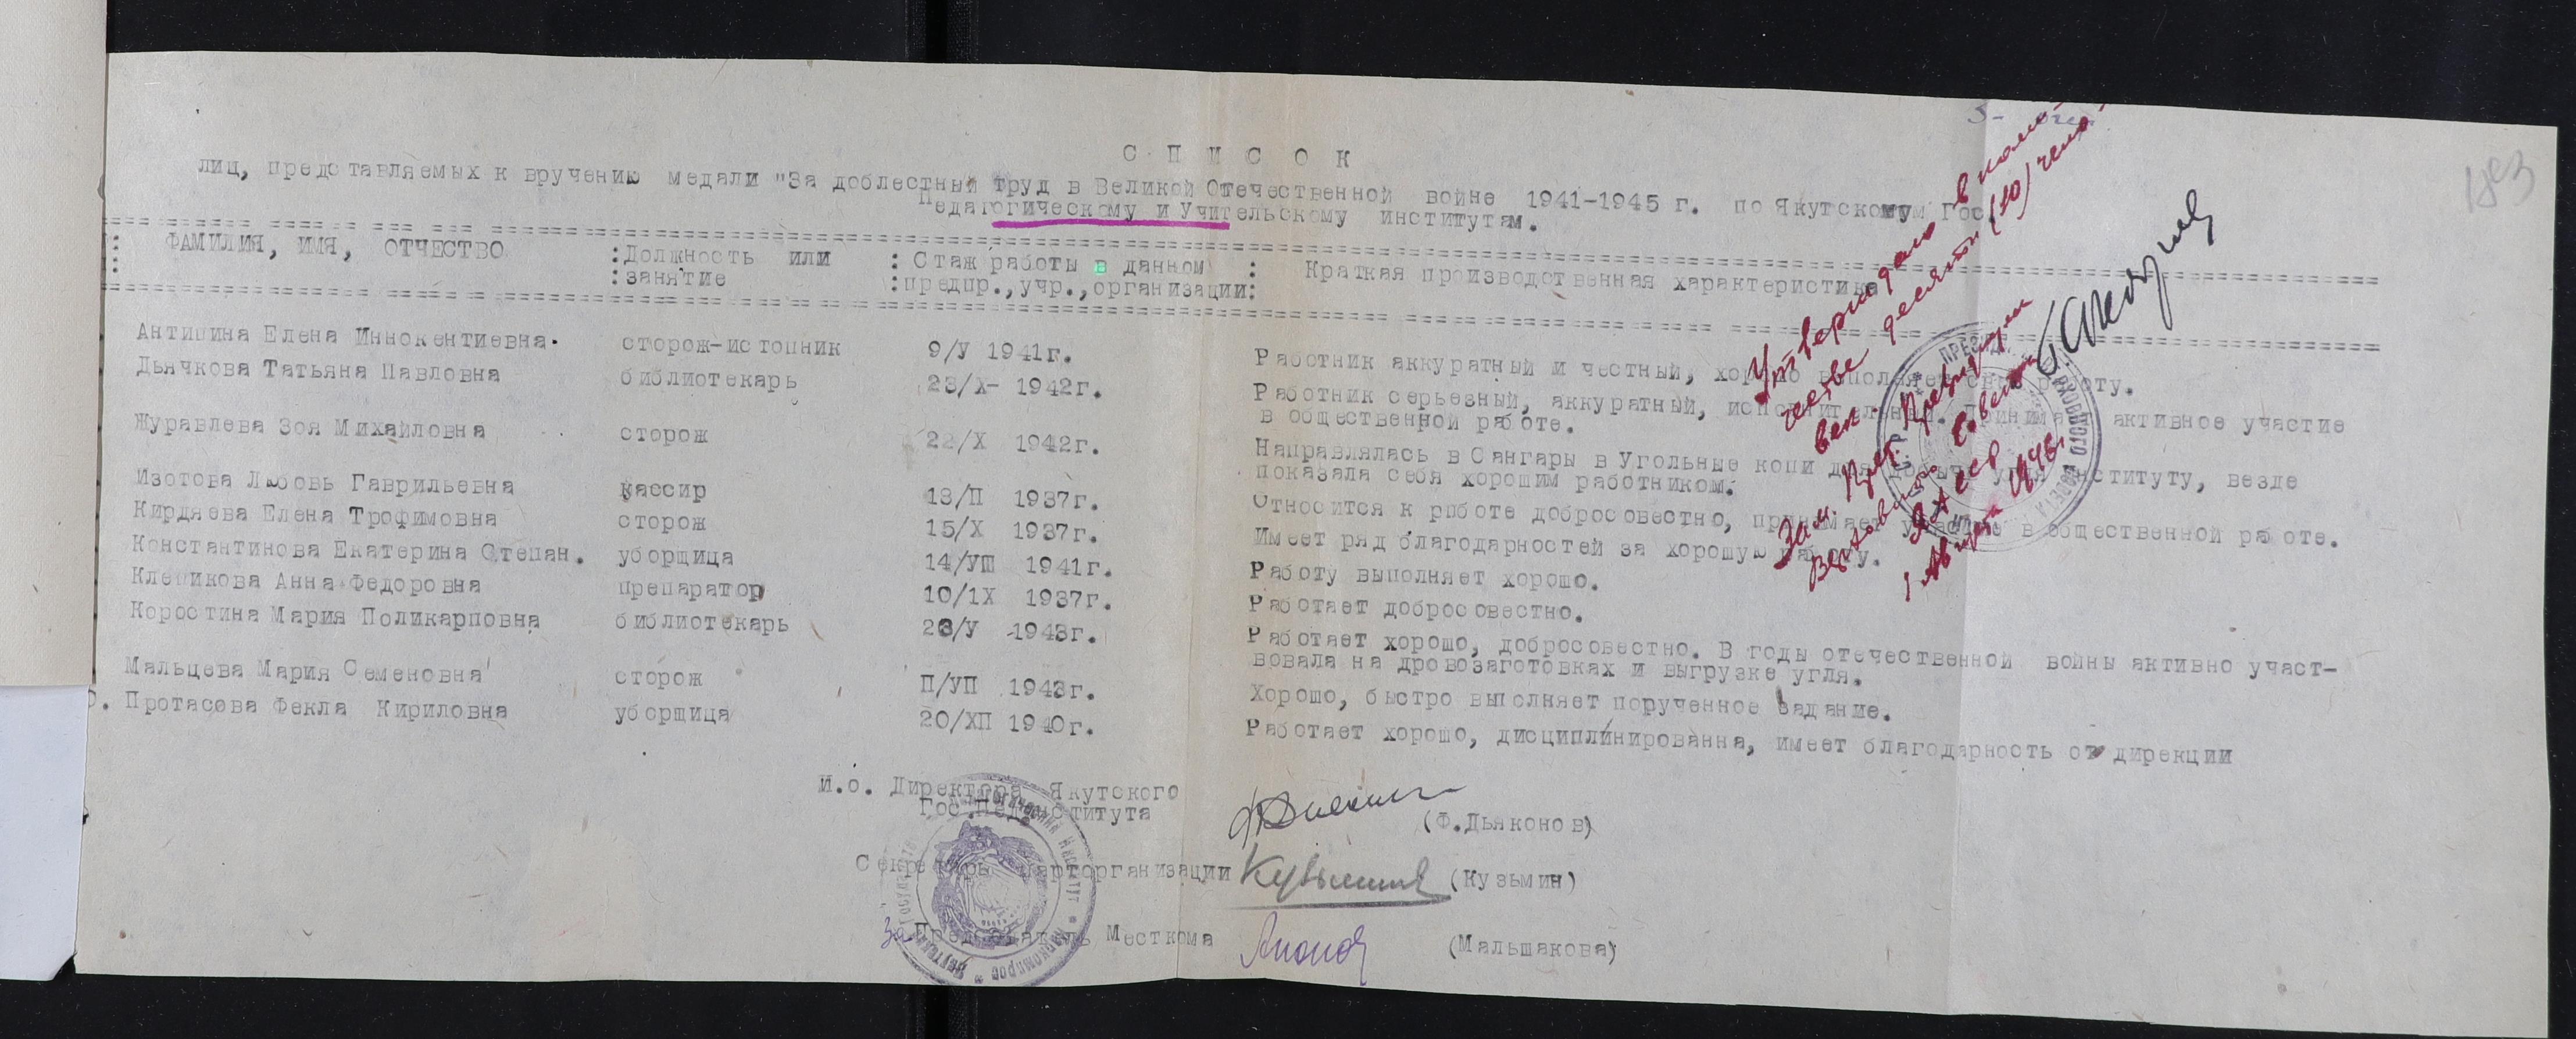 С П И С О К
лиц, представляемых к вручению медали "За доблестный труд в Великой Отечественной войне 1941-1945 г. по Якутскому Гос.
Педагогическому и Учительскому институтам.
ФАМИЛИЯ, ИМЯ, ОТЧЕСТВО :Должность или : Стаж работы в данном : Краткая производственная характеристика
:занятие :предпр.,учр.,организации:
Антипина Елена Иннокентиевна. сторож-истопник 9/У 1941г. Работник аккуратный и честный, хорошо выполняет свою работу.
Дьячкова Татьяна Павловна библиотекарь 23/Х- 1942г. Работник серьезный, аккуратный, исполнительный. Принимает активное участие
в общественной работе.
Журавлева Зоя Михайловна сторож 22/Х 1942г. Направлялась в Сангары в Угольные копи для добычи угля институту, везде
показала себя хорошим работником.
Изотова Любовь Гаврильевна кассир 13/П 1937г. Относится к работе добросовестно, принимает участие в общественной работе.
Кирдяева Елена Трофимовна сторож 15/Х 1937г. Имеет ряд благодарностей за хорошую работу.
Константинова Екатерина Степан. уборщица 14/УШ 1941г. Работу выполняет хорошо.
Клепикова Анна Федоровна препаратор 10/1Х 1937г. Работает добросовестно.
Коростина Мария Поликарповна библиотекарь 23/У -1943г. Работает хорошо, добросовестно. В годы отечественной войны активно участ-
вовала на дровозаготовках и выгрузке угля.
Мальцева Мария Семеновна сторож П/УП 1943г. Хорошо, быстро выполняет порученное задание.
Протасова Фекла Кириловна уборщица 20/ХП 1940г. Работает хорошо, дисциплинированна, имеет благодарность от дирекции
И.о. Директора Якутского
Гос.Пединститута (Ф.Дьяконов)
Секретарь парторганизации Кузьмин (Кузьмин)
За Председатель Месткома (Мальшакова)
Утверждаю в коли-
честве десяти (10) чело-
век.
Зам. Пред. Президиума
Верховного Совета
ЯАССР
1 1946г.
183